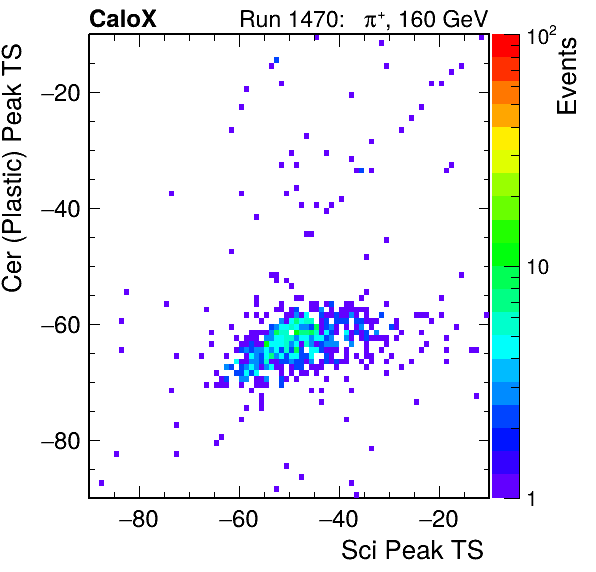 CaloX Run 1470: π⁺, 160 GeV
Cer (Plastic) Peak TS
−20
−40
−60
−80
−80 −60 −40 −20
Sci Peak TS
10²
10
1
Events